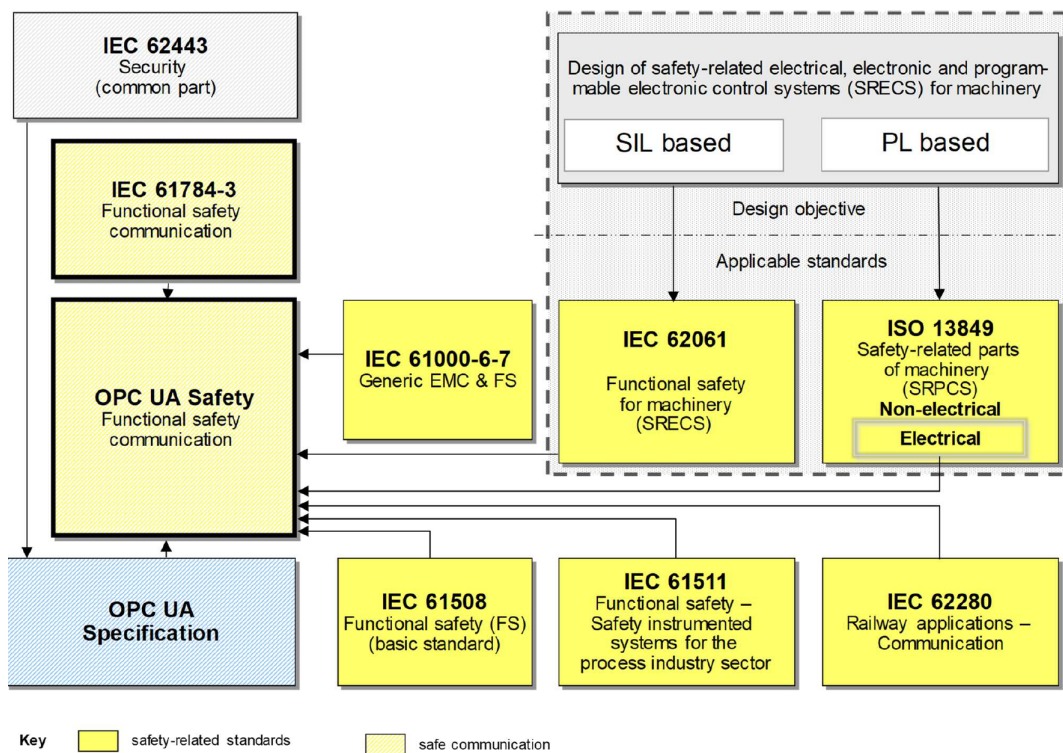 IEC 62443
Security
(common part)
Design of safety-related electrical, electronic and program-
mable electronic control systems (SRECS) for machinery
SIL based
PL based
IEC 61784-3
Functional safety
communication
Design objective
Applicable standards
OPC UA Safety
Functional safety
communication
IEC 61000-6-7
Generic EMC & FS
IEC 62061
Functional safety
for machinery
(SRECS)
ISO 13849
Safety-related parts
of machinery
(SRPCS)
Non-electrical
Electrical
OPC UA
Specification
IEC 61508
Functional safety (FS)
(basic standard)
IEC 61511
Functional safety –
Safety instrumented
systems for the
process industry sector
IEC 62280
Railway applications –
Communication
Key
safety-related standards
safe communication